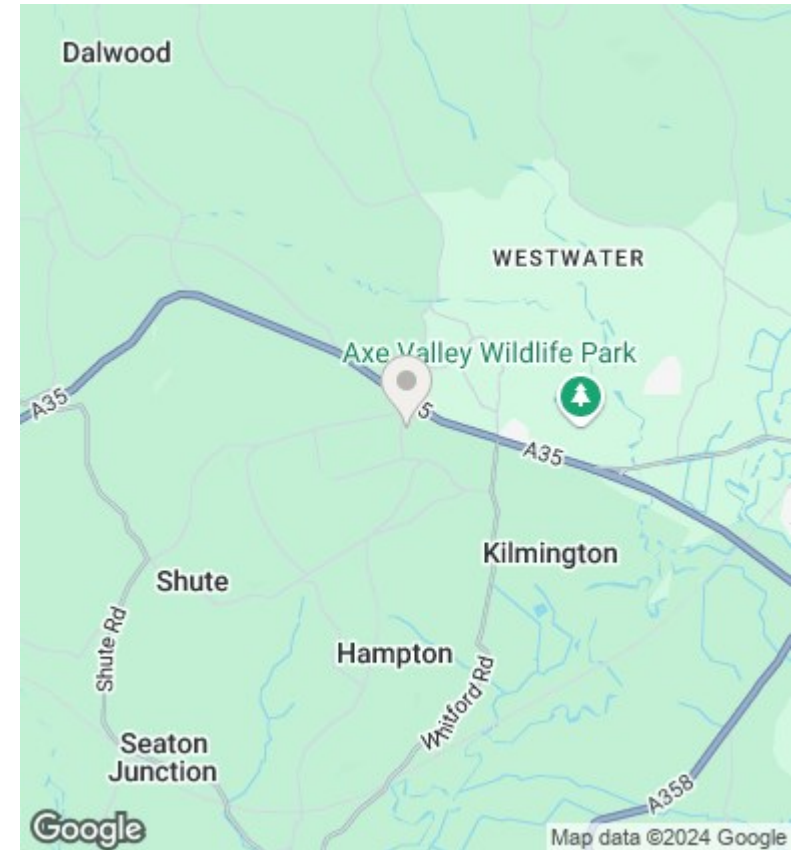 Dalwood
WESTWATER
Axe Valley Wildlife Park
A35
5
A35
Kilmington
Shute
Hampton
Shute Rd
Whitford Rd
Seaton
Junction
A358
Google
Map data ©2024 Google